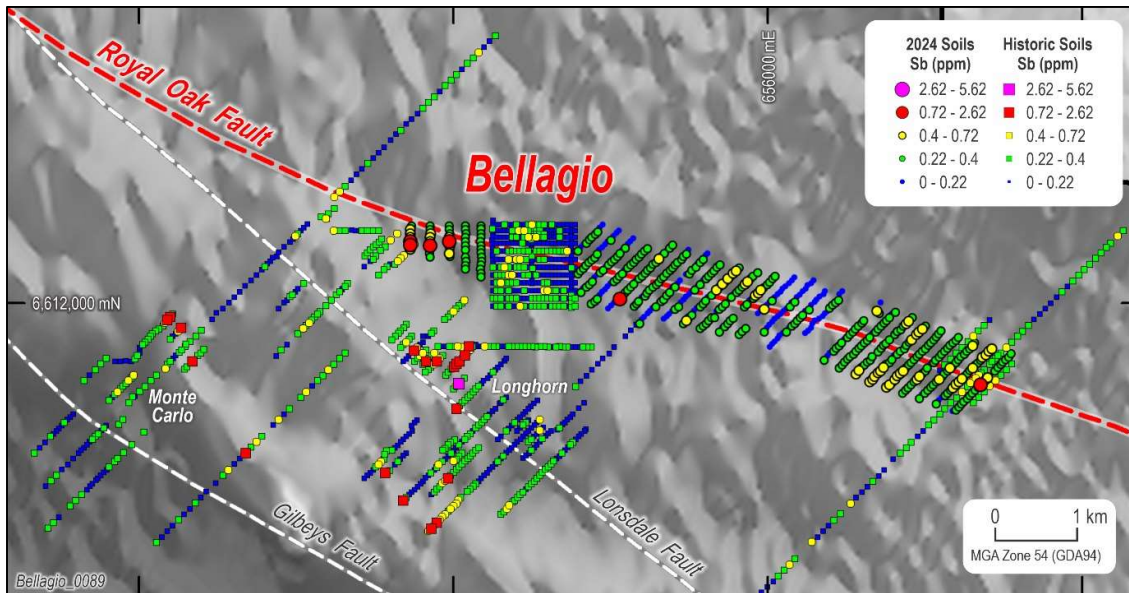 Royal Oak Fault
Bellagio
656000 mE
2024 Soils Historic Soils
Sb (ppm) Sb (ppm)
2.62 - 5.62 2.62 - 5.62
0.72 - 2.62 0.72 - 2.62
0.4 - 0.72 0.4 - 0.72
0.22 - 0.4 0.22 - 0.4
0 - 0.22 0 - 0.22
6,612,000 mN
Monte
Carlo
Longhorn
Gilbeys Fault
Lonsdale Fault
0 1 km
MGA Zone 54 (GDA94)
Bellagio_0089